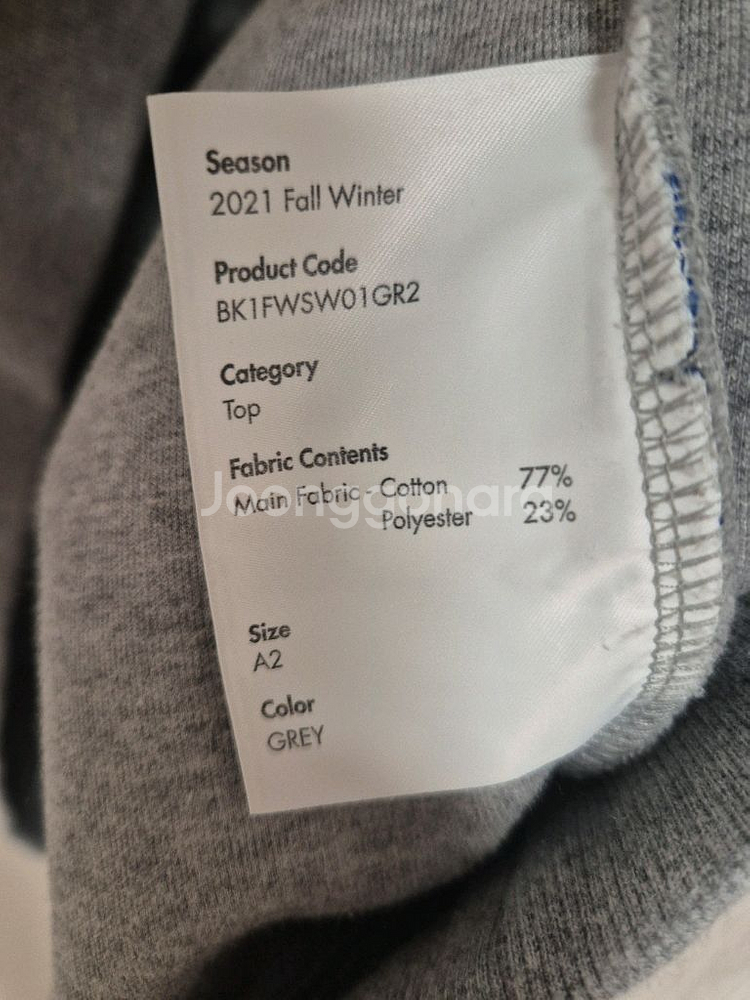 Season
2021 Fall Winter
Product Code
BK1FWSW01GR2
Category
Top
Fabric Contents
Main Fabric - Cotton 77%
Polyester 23%
Joonggonara
Size
A2
Color
GREY